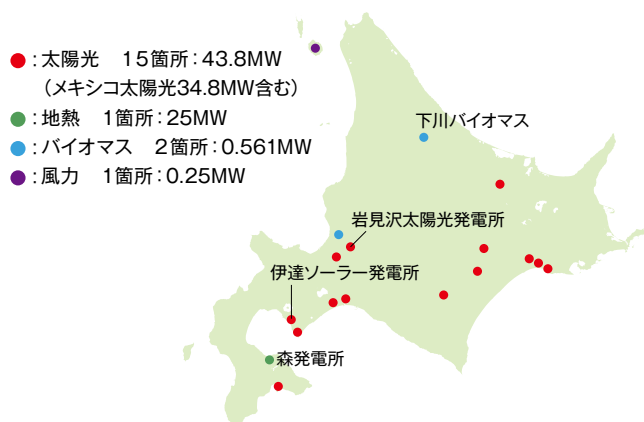 ：太陽光　15箇所：43.8MW
（メキシコ太陽光34.8MW含む）
：地熱　1箇所：25MW
：バイオマス　2箇所：0.561MW
：風力　1箇所：0.25MW
下川バイオマス
岩見沢太陽光発電所
伊達ソーラー発電所
森発電所